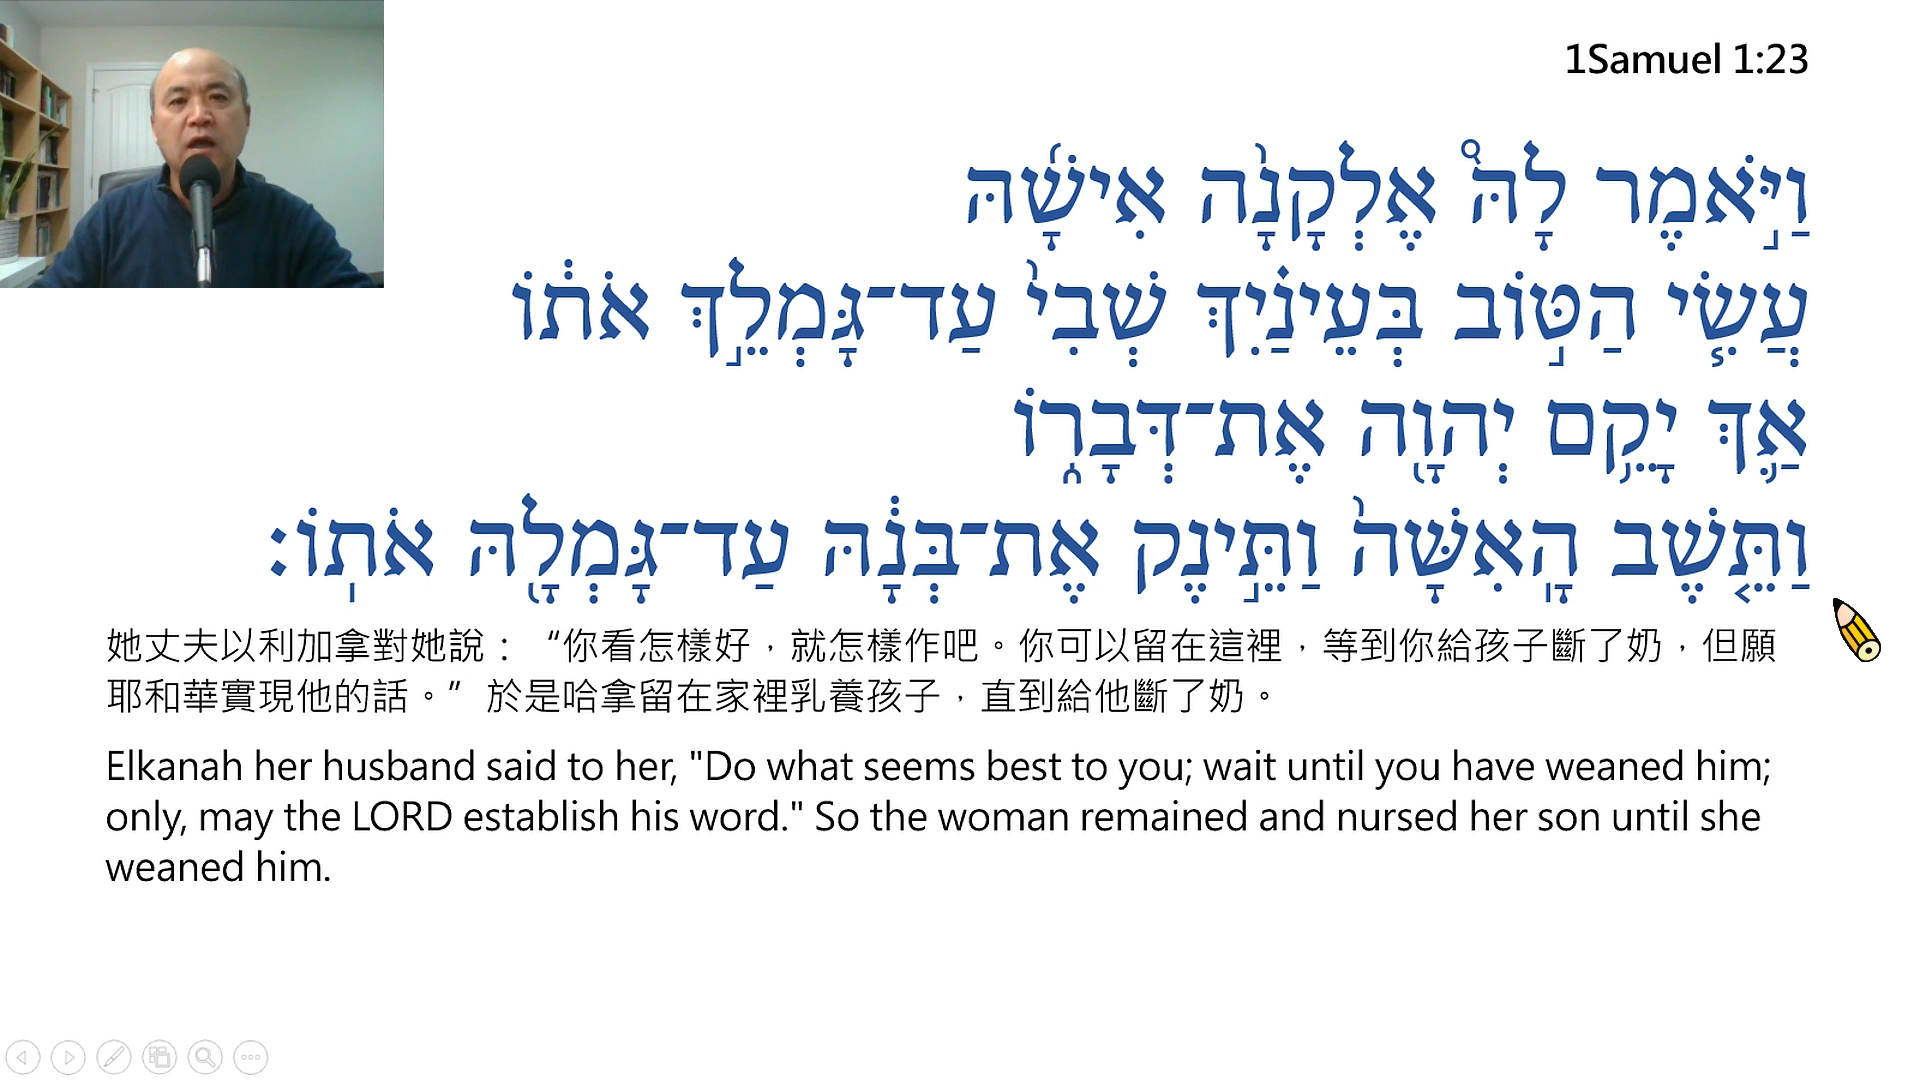 1Samuel 1:23
וַיֹּ֣אמֶר לָהּ֩ אֶלְקָנָ֨ה אִישָׁ֜הּ
עֲשִׂ֧י הַטּ֣וֹב בְּעֵינַ֗יִךְ שְׁבִי֙ עַד־גָּמְלֵ֣ךְ אֹת֔וֹ
אַ֛ךְ יָקֵ֥ם יְהוָ֖ה אֶת־דְּבָר֑וֹ
וַתֵּ֤שֶׁב הָֽאִשָּׁה֙ וַתֵּ֣ינֶק אֶת־בְּנָ֔הּ עַד־גָּמְלָ֖הּ אֹתֽוֹ׃
她丈夫以利加拿對她說：“你看怎樣好，就怎樣作吧。你可以留在這裡，等到你給孩子斷了奶，但願
耶和華實現他的話。” 於是哈拿留在家裡乳養孩子，直到給他斷了奶。
Elkanah her husband said to her, "Do what seems best to you; wait until you have weaned him;
only, may the LORD establish his word." So the woman remained and nursed her son until she
weaned him.